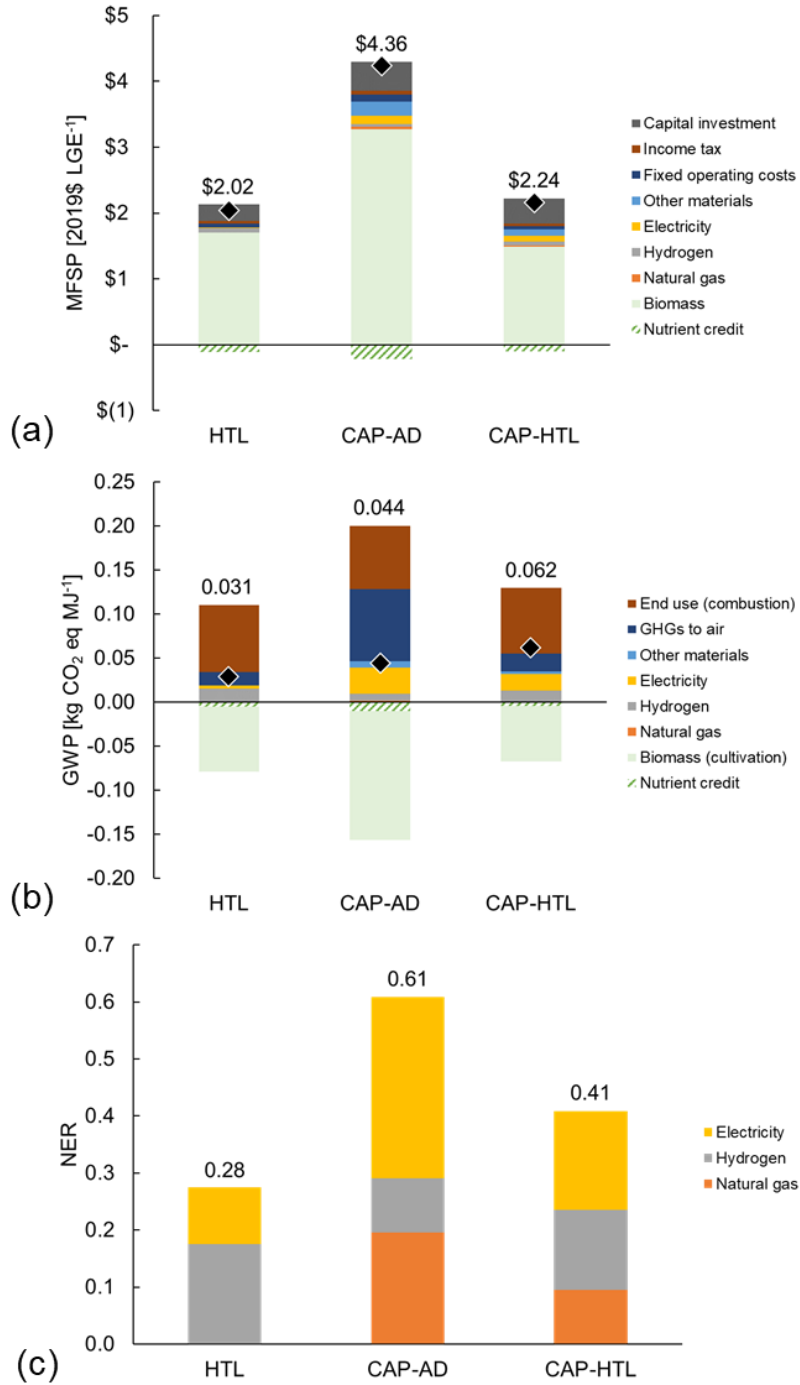 $5
$4
$3
$2
$1
$-
$(1)
MFSP [2019$ LGE⁻¹]
$2.02
$4.36
$2.24
HTL
CAP-AD
CAP-HTL
Capital investment
Income tax
Fixed operating costs
Other materials
Electricity
Hydrogen
Natural gas
Biomass
Nutrient credit
(a)
0.25
0.20
0.15
0.10
0.05
0.00
-0.05
-0.10
-0.15
-0.20
GWP [kg CO₂ eq MJ⁻¹]
0.031
0.044
0.062
HTL
CAP-AD
CAP-HTL
End use (combustion)
GHGs to air
Other materials
Electricity
Hydrogen
Natural gas
Biomass (cultivation)
Nutrient credit
(b)
0.7
0.6
0.5
0.4
0.3
0.2
0.1
0.0
NER
0.28
0.61
0.41
HTL
CAP-AD
CAP-HTL
Electricity
Hydrogen
Natural gas
(c)